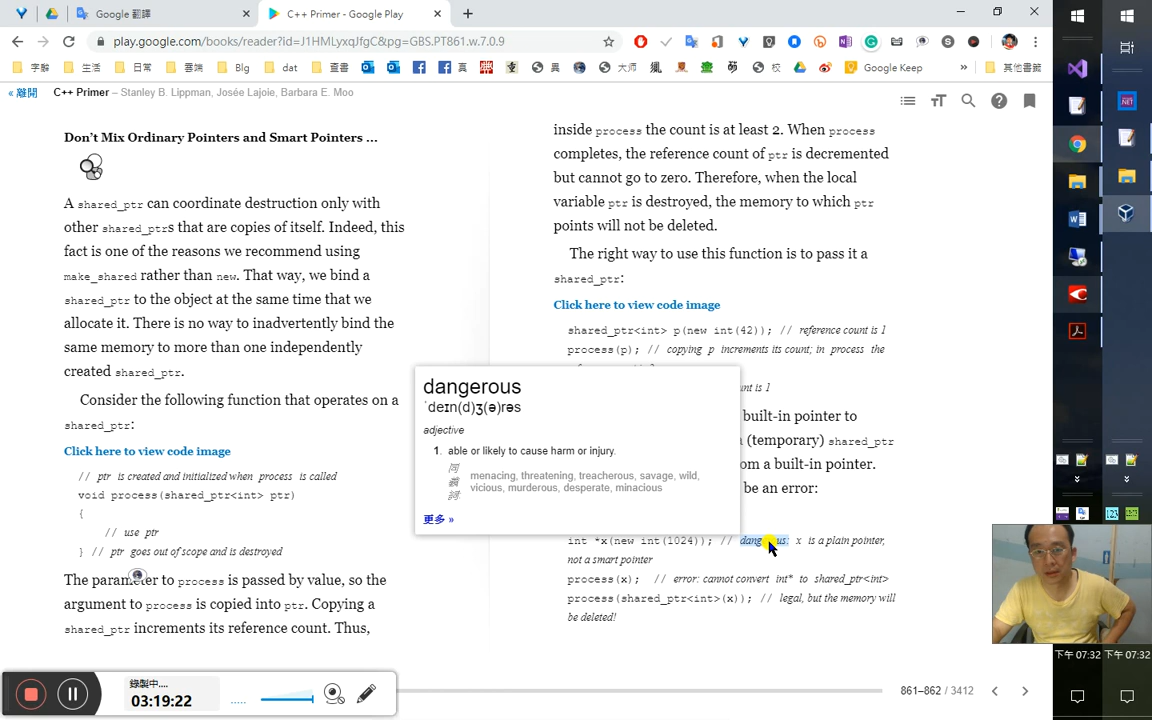 Google 翻譯
C++ Primer - Google Play
play.google.com/books/reader?id=J1HMLyxqJfgC&pg=GBS.PT861.w.7.0.9
字辭
生活
日常
雲端
Blg
dat
查書
真
異
大師
校
Google Keep
»
其他書籤
« 離開
C++ Primer – Stanley B. Lippman, Josée Lajoie, Barbara E. Moo
Don't Mix Ordinary Pointers and Smart Pointers ...
A shared_ptr can coordinate destruction only with
other shared_ptrs that are copies of itself. Indeed, this
fact is one of the reasons we recommend using
make_shared rather than new. That way, we bind a
shared_ptr to the object at the same time that we
allocate it. There is no way to inadvertently bind the
same memory to more than one independently
created shared_ptr.
Consider the following function that operates on a
shared_ptr:
Click here to view code image
// ptr is created and initialized when process is called
void process(shared_ptr<int> ptr)
{
// use ptr
} // ptr goes out of scope and is destroyed
The parameter to process is passed by value, so the
argument to process is copied into ptr. Copying a
shared_ptr increments its reference count. Thus,
inside process the count is at least 2. When process
completes, the reference count of ptr is decremented
but cannot go to zero. Therefore, when the local
variable ptr is destroyed, the memory to which ptr
points will not be deleted.
The right way to use this function is to pass it a
shared_ptr:
Click here to view code image
shared_ptr<int> p(new int(42)); // reference count is 1
process(p); // copying p increments its count; in process the
unt is 1
built-in pointer to
(temporary) shared_ptr
om a built-in pointer.
be an error:
int *x(new int(1024)); // dangerous: x is a plain pointer,
not a smart pointer
process(x); // error: cannot convert int* to shared_ptr<int>
process(shared_ptr<int>(x)); // legal, but the memory will
be deleted!
dangerous
ˈdeɪn(d)ʒ(ə)rəs
adjective
1. able or likely to cause harm or injury.
同義詞:
menacing, threatening, treacherous, savage, wild,
vicious, murderous, desperate, minacious
更多 »
錄製中....
03:19:22
861–862 / 3412
下午 07:32
下午 07:32